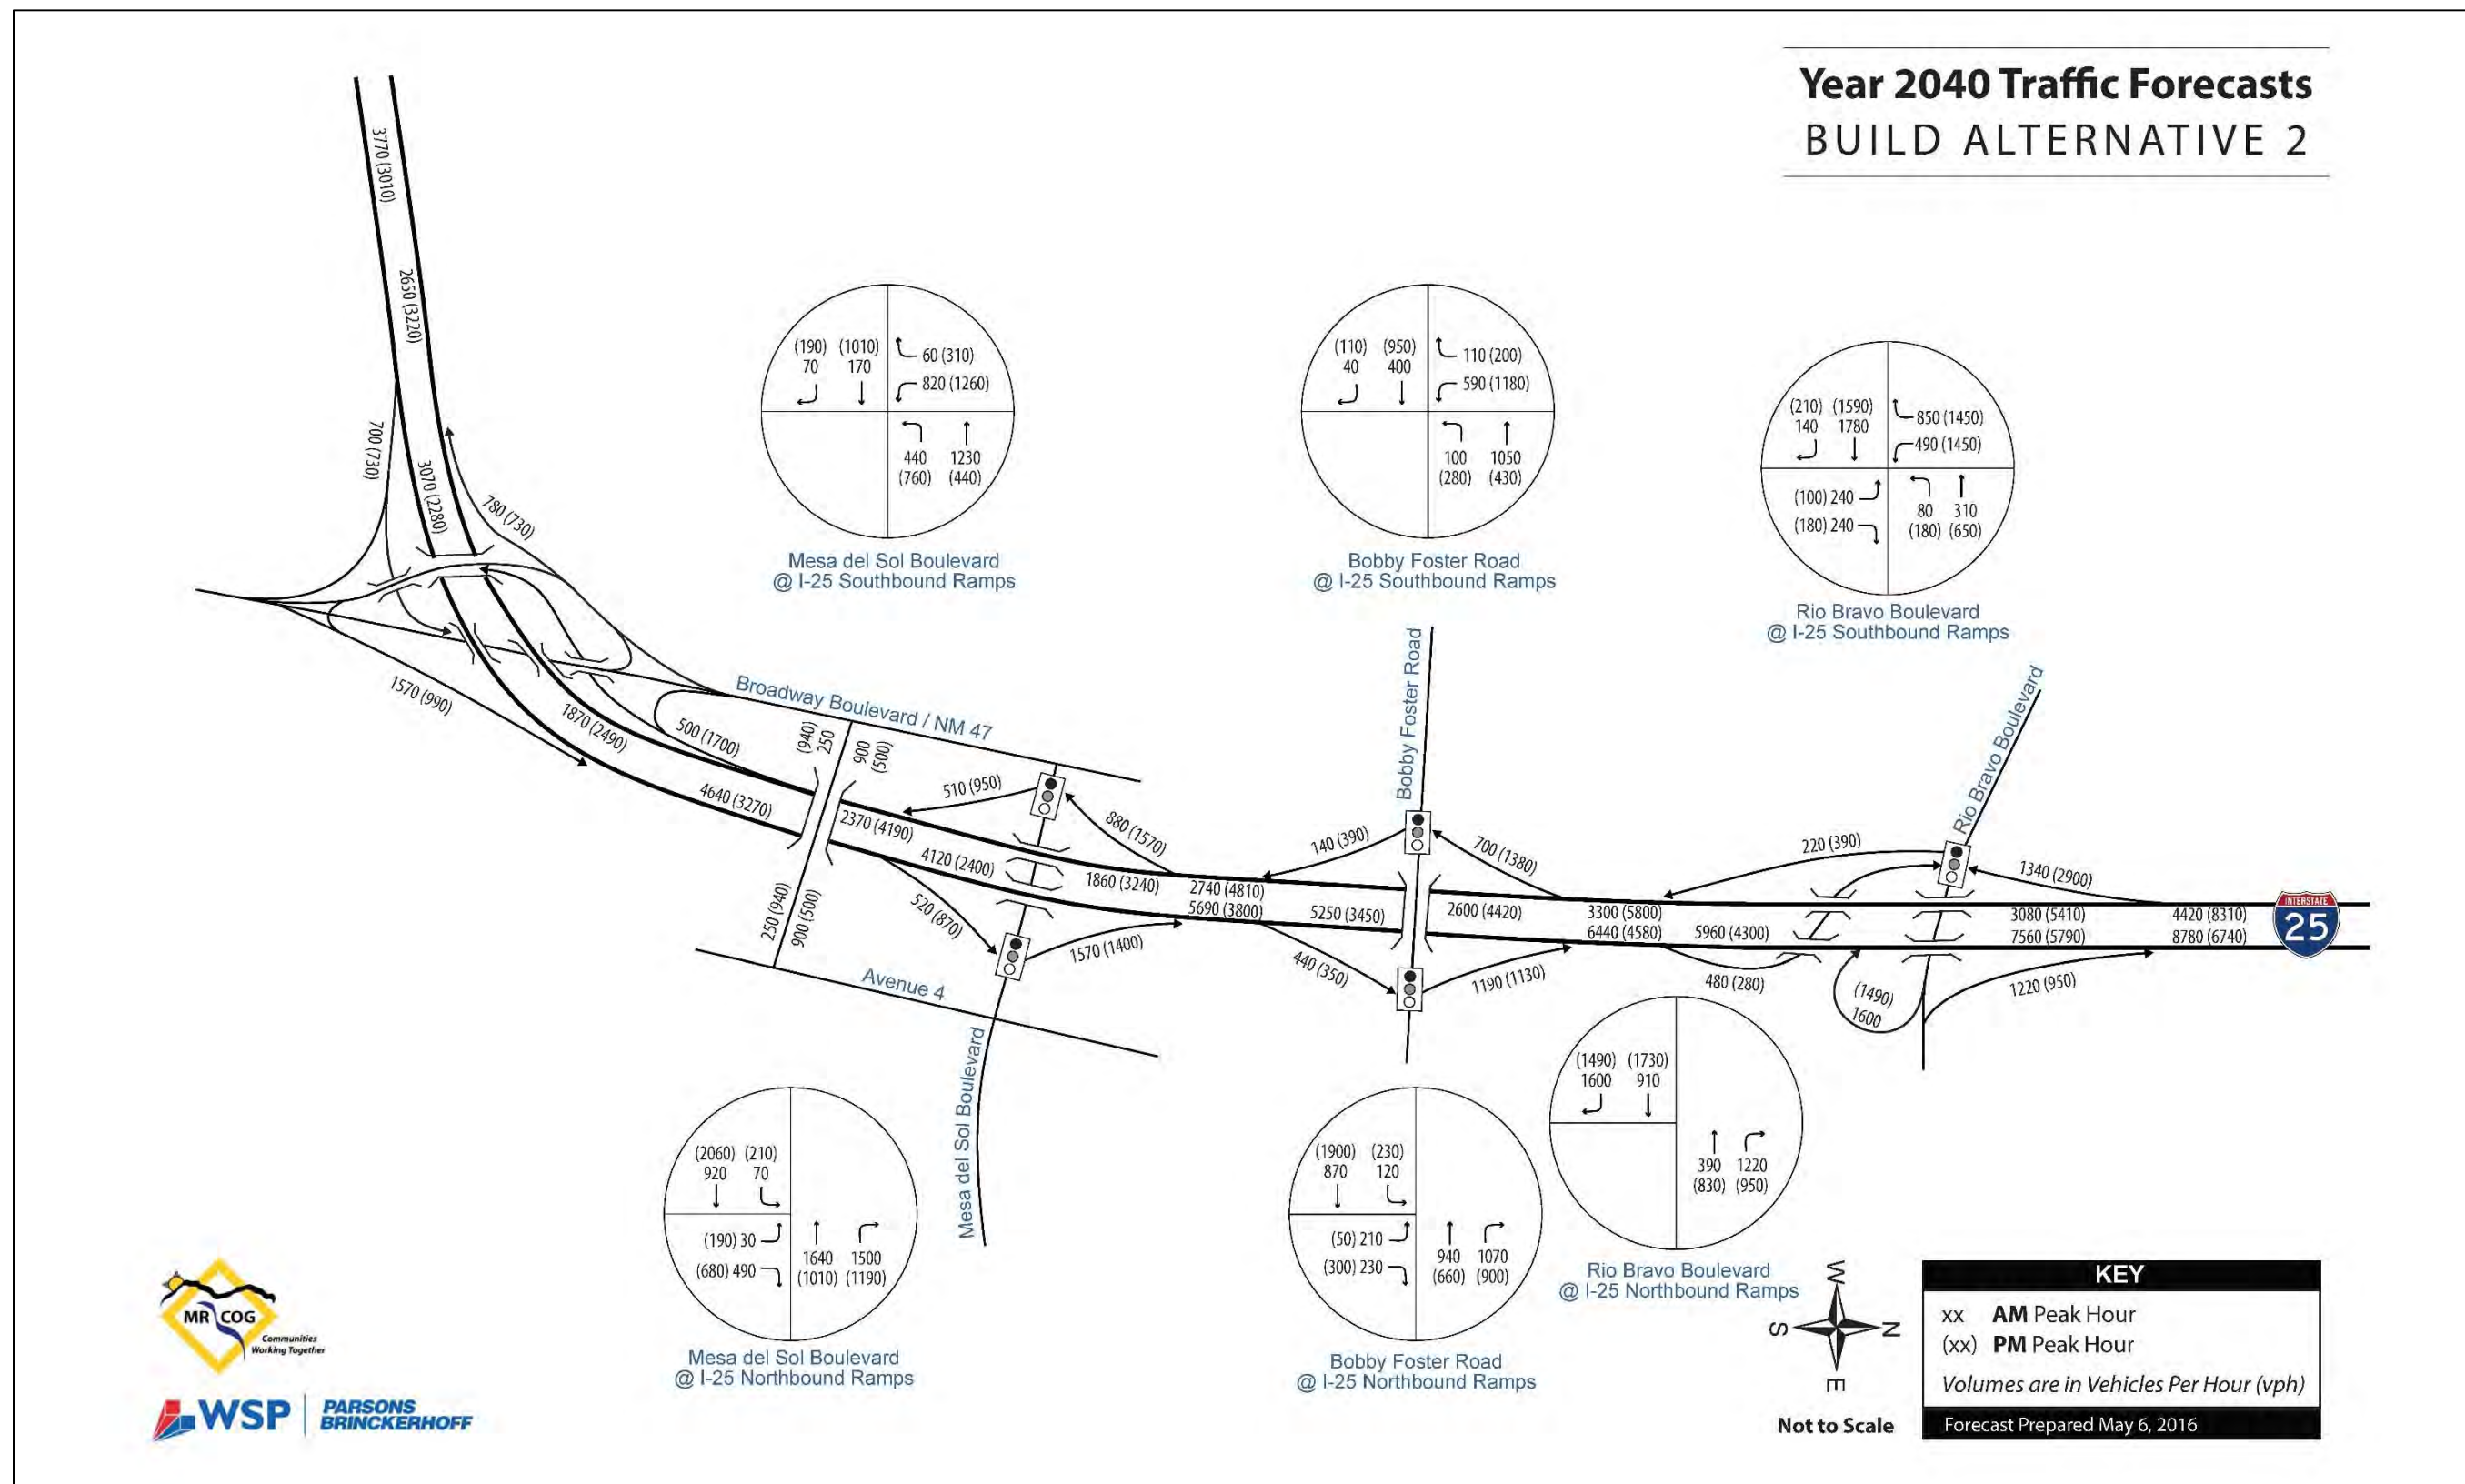 Year 2040 Traffic Forecasts
BUILD ALTERNATIVE 2
3770 (3010)
2650 (3220)
700 (730)
3070 (2280)
780 (730)
1570 (990)
1870 (2490)
500 (1700)
4640 (3270)
(190) (1010)
70 170
60 (310)
820 (1260)
440 1230
(760) (440)
Mesa del Sol Boulevard
@ I-25 Southbound Ramps
(110) (950)
40 400
110 (200)
590 (1180)
100 1050
(280) (430)
Bobby Foster Road
@ I-25 Southbound Ramps
(210) (1590)
140 1780
850 (1450)
490 (1450)
(100) 240
(180) 240
80 310
(180) (650)
Rio Bravo Boulevard
@ I-25 Southbound Ramps
Broadway Boulevard / NM 47
(940)
250
900
(500)
510 (950)
880 (1570)
2370 (4190)
4120 (2400)
250 (940)
900 (500)
520 (870)
1570 (1400)
Avenue 4
Mesa del Sol Boulevard
1860 (3240)
2740 (4810)
5690 (3800)
5250 (3450)
140 (390)
Bobby Foster Road
700 (1380)
440 (350)
1190 (1130)
2600 (4420)
3300 (5800)
6440 (4580)
5960 (4300)
220 (390)
Rio Bravo Boulevard
1340 (2900)
480 (280)
(1490)
1600
1220 (950)
3080 (5410)
7560 (5790)
4420 (8310)
8780 (6740)
INTERSTATE
25
(2060) (210)
920 70
(190) 30
(680) 490
1640 1500
(1010) (1190)
Mesa del Sol Boulevard
@ I-25 Northbound Ramps
(1900) (230)
870 120
(50) 210
(300) 230
940 1070
(660) (900)
Bobby Foster Road
@ I-25 Northbound Ramps
(1490) (1730)
1600 910
390 1220
(830) (950)
Rio Bravo Boulevard
@ I-25 Northbound Ramps
W
S
N
E
Not to Scale
KEY
xx AM Peak Hour
(xx) PM Peak Hour
Volumes are in Vehicles Per Hour (vph)
Forecast Prepared May 6, 2016
MR COG
Communities
Working Together
WSP
PARSONS
BRINCKERHOFF